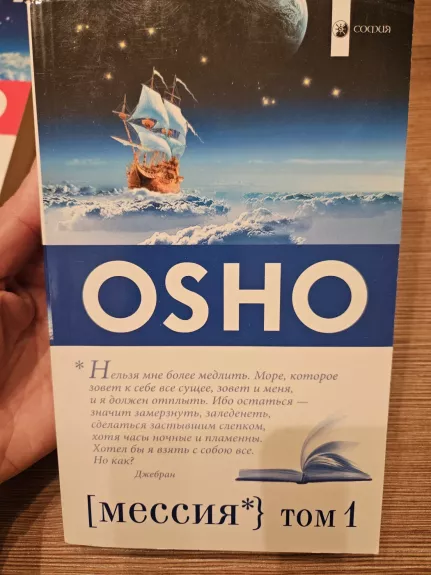 СОФИЯ
OSHO
* Нельзя мне более медлить. Море, которое
зовет к себе все сущее, зовет и меня,
и я должен отплыть. Ибо остаться —
значит замерзнуть, заледенеть,
сделаться застывшим слепком,
хотя часы ночные и пламенны.
Хотел бы я взять с собою все.
Но как?
Джебран
[мессия*} том 1